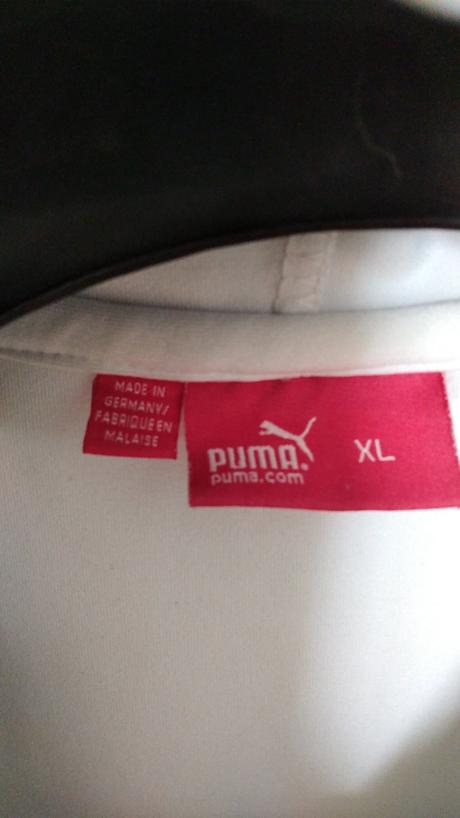 MADE IN
GERMANY/
FABRIQUE EN
MALAISE
PUMA.
puma.com
XL